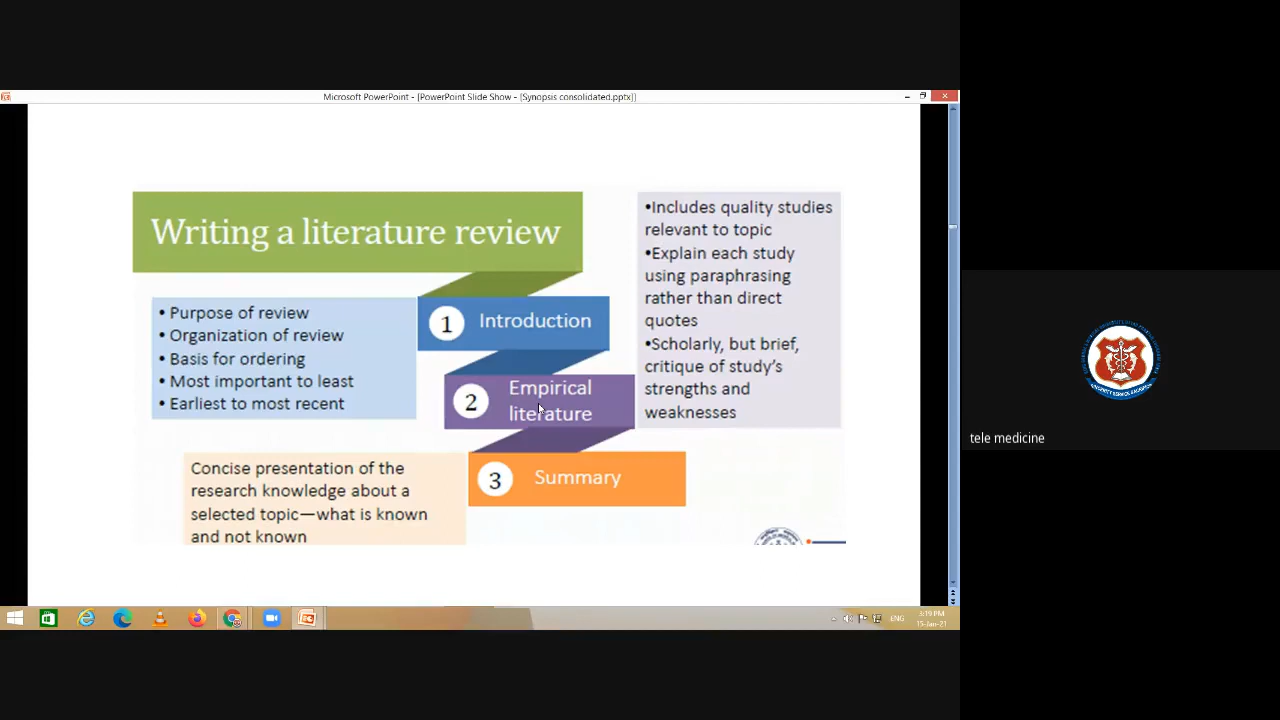 Microsoft PowerPoint - [PowerPoint Slide Show - [Synopsis consolidated.pptx]]
Writing a literature review
1
Introduction
• Purpose of review
• Organization of review
• Basis for ordering
• Most important to least
• Earliest to most recent
2
Empirical
literature
•Includes quality studies
relevant to topic
•Explain each study
using paraphrasing
rather than direct
quotes
•Scholarly, but brief,
critique of study's
strengths and
weaknesses
3
Summary
Concise presentation of the
research knowledge about a
selected topic—what is known
and not known
tele medicine
ENG
3:19 PM
15-Jan-21